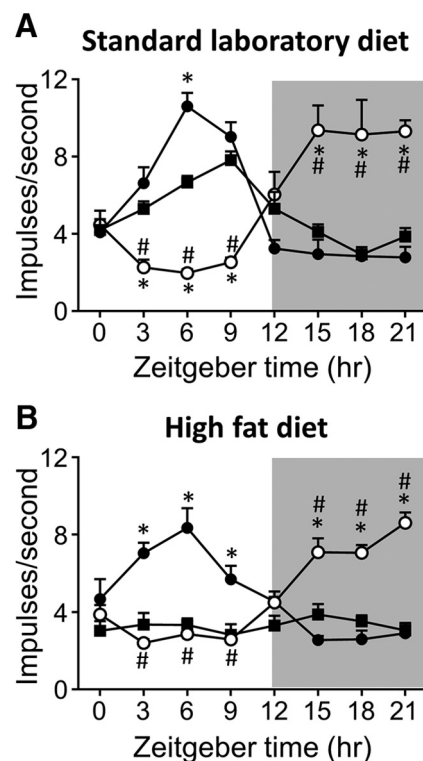 A
Standard laboratory diet
Impulses/second
12
8
4
0
*
# # #
* * *
* * *
# # #
0 3 6 9 12 15 18 21
Zeitgeber time (hr)
B
High fat diet
Impulses/second
12
8
4
0
* * *
# # #
* * *
# # #
0 3 6 9 12 15 18 21
Zeitgeber time (hr)